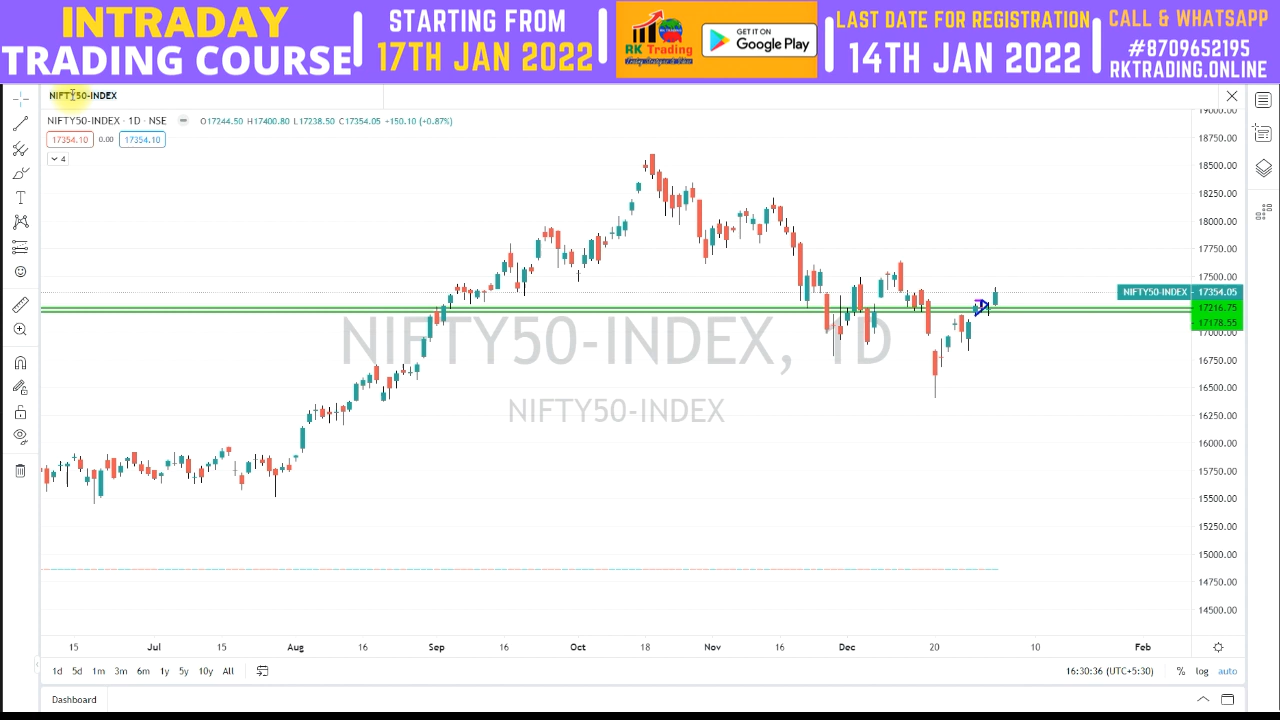 INTRADAY
TRADING COURSE
STARTING FROM
17TH JAN 2022
RK Trading
GET IT ON
Google Play
LAST DATE FOR REGISTRATION
14TH JAN 2022
CALL & WHATSAPP
#8709652195
RKTRADING.ONLINE
NIFTY50-INDEX
NIFTY50-INDEX · 1D · NSE O17244.50 H17400.80 L17238.50 C17354.05 +150.10 (+0.87%)
17354.10 0.00 17354.10
4
19000.00
18750.00
18500.00
18250.00
18000.00
17750.00
17500.00
NIFTY50-INDEX 17354.05
17216.75
17178.55
17000.00
16750.00
16500.00
16250.00
16000.00
15750.00
15500.00
15250.00
15000.00
14750.00
14500.00
NIFTY50-INDEX, 1D
NIFTY50-INDEX
15 Jul 15 Aug 16 Sep 16 Oct 18 Nov 16 Dec 20 10 Feb
1d 5d 1m 3m 6m 1y 5y 10y All 16:30:36 (UTC+5:30) % log auto
Dashboard